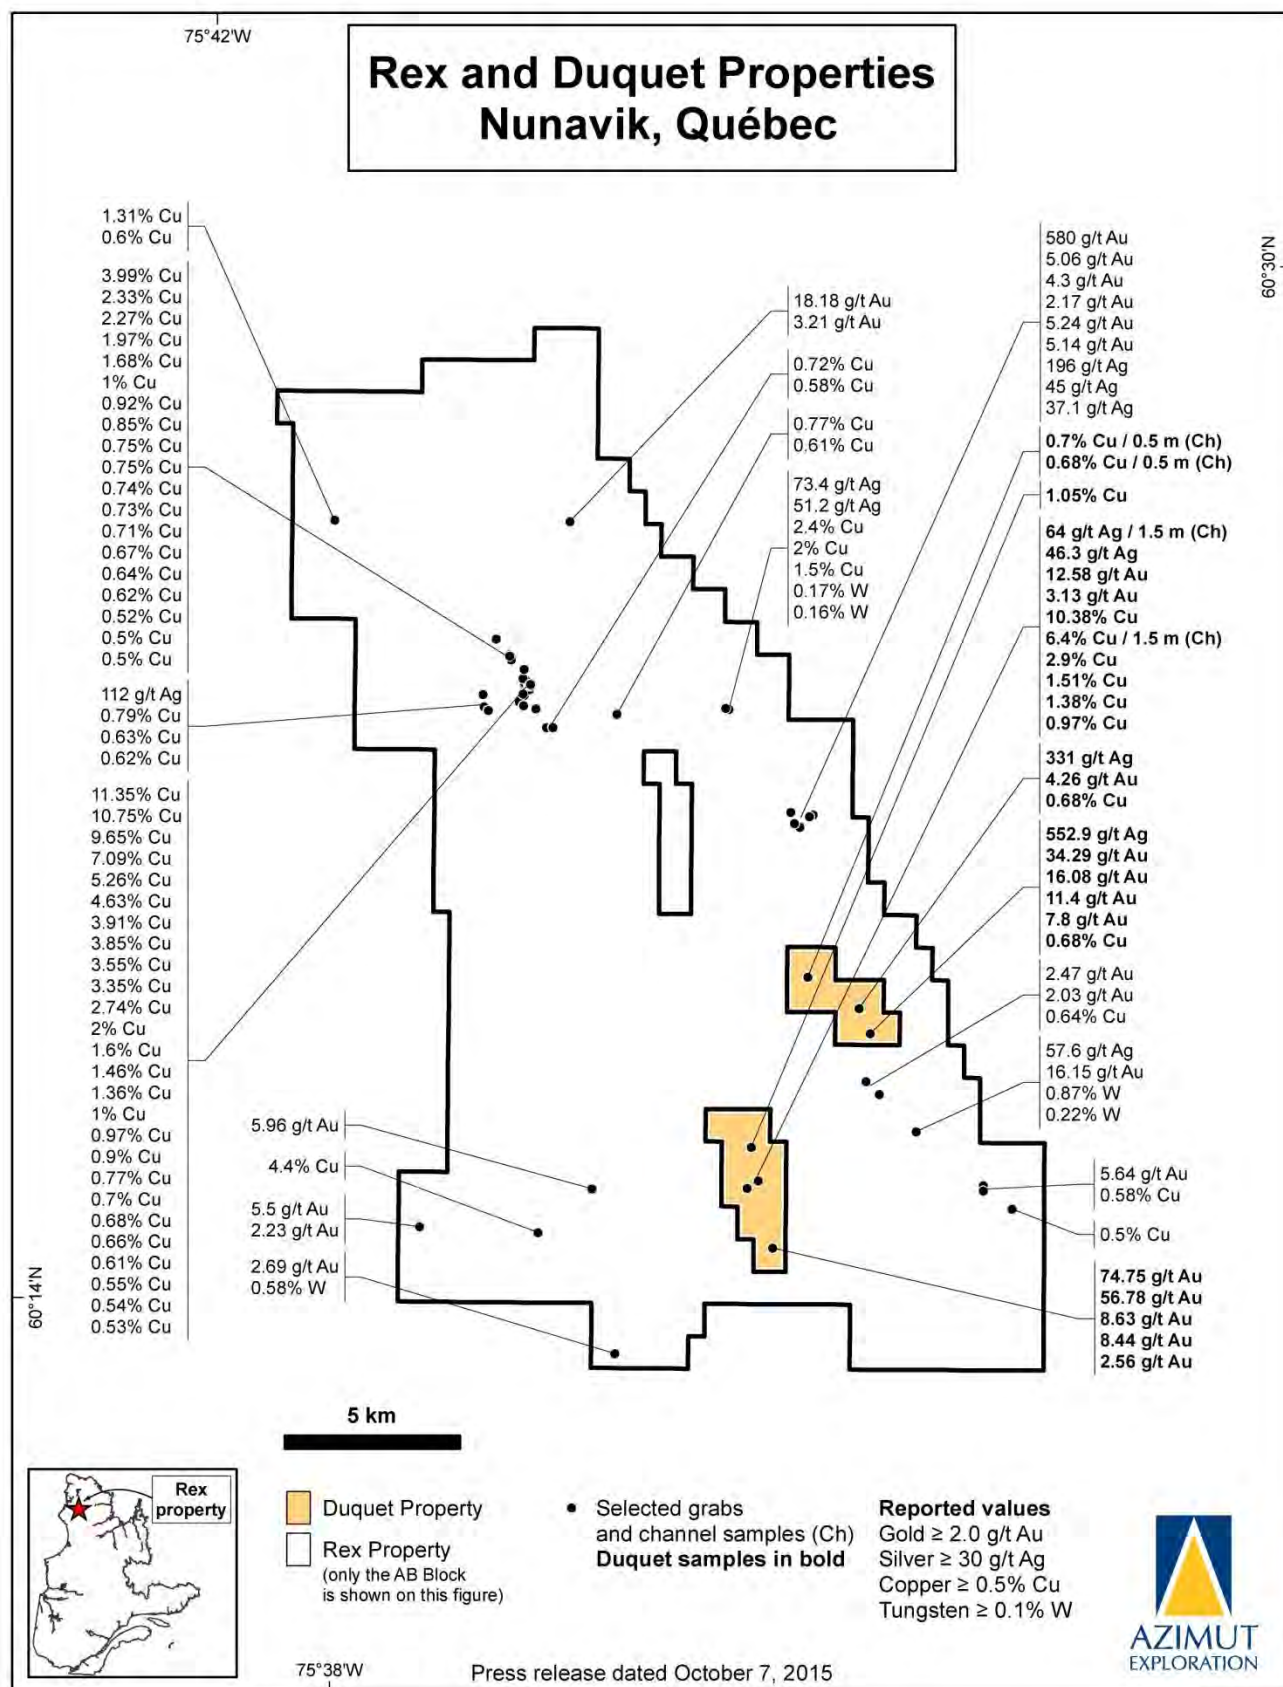 75°42'W
Rex and Duquet Properties
Nunavik, Québec
60°30'N
1.31% Cu
0.6% Cu
3.99% Cu
2.33% Cu
2.27% Cu
1.97% Cu
1.68% Cu
1% Cu
0.92% Cu
0.85% Cu
0.75% Cu
0.75% Cu
0.74% Cu
0.73% Cu
0.71% Cu
0.67% Cu
0.64% Cu
0.62% Cu
0.52% Cu
0.5% Cu
0.5% Cu
112 g/t Ag
0.79% Cu
0.63% Cu
0.62% Cu
11.35% Cu
10.75% Cu
9.65% Cu
7.09% Cu
5.26% Cu
4.63% Cu
3.91% Cu
3.85% Cu
3.55% Cu
3.35% Cu
2.74% Cu
2% Cu
1.6% Cu
1.46% Cu
1.36% Cu
1% Cu
0.97% Cu
0.9% Cu
0.77% Cu
0.7% Cu
0.68% Cu
0.66% Cu
0.61% Cu
0.55% Cu
0.54% Cu
0.53% Cu
18.18 g/t Au
3.21 g/t Au
0.72% Cu
0.58% Cu
0.77% Cu
0.61% Cu
73.4 g/t Ag
51.2 g/t Ag
2.4% Cu
2% Cu
1.5% Cu
0.17% W
0.16% W
580 g/t Au
5.06 g/t Au
4.3 g/t Au
2.17 g/t Au
5.24 g/t Au
5.14 g/t Au
196 g/t Ag
45 g/t Ag
37.1 g/t Ag
0.7% Cu / 0.5 m (Ch)
0.68% Cu / 0.5 m (Ch)
1.05% Cu
64 g/t Ag / 1.5 m (Ch)
46.3 g/t Ag
12.58 g/t Au
3.13 g/t Au
10.38% Cu
6.4% Cu / 1.5 m (Ch)
2.9% Cu
1.51% Cu
1.38% Cu
0.97% Cu
331 g/t Ag
4.26 g/t Au
0.68% Cu
552.9 g/t Ag
34.29 g/t Au
16.08 g/t Au
11.4 g/t Au
7.8 g/t Au
0.68% Cu
2.47 g/t Au
2.03 g/t Au
0.64% Cu
57.6 g/t Ag
16.15 g/t Au
0.87% W
0.22% W
5.64 g/t Au
0.58% Cu
0.5% Cu
74.75 g/t Au
56.78 g/t Au
8.63 g/t Au
8.44 g/t Au
2.56 g/t Au
5.96 g/t Au
4.4% Cu
5.5 g/t Au
2.23 g/t Au
2.69 g/t Au
0.58% W
60°14'N
5 km
Rex
property
Duquet Property
Rex Property
(only the AB Block
is shown on this figure)
Selected grabs
and channel samples (Ch)
Duquet samples in bold
Reported values
Gold ≥ 2.0 g/t Au
Silver ≥ 30 g/t Ag
Copper ≥ 0.5% Cu
Tungsten ≥ 0.1% W
AZIMUT
EXPLORATION
75°38'W
Press release dated October 7, 2015